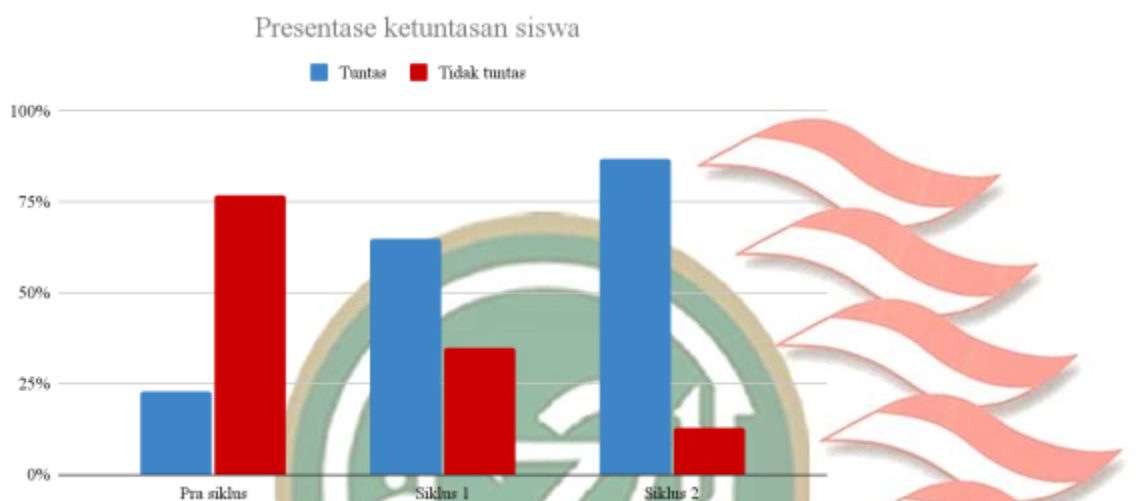 Presentase ketuntasan siswa
Tuntas Tidak tuntas
100%
75%
50%
25%
0%
Pra siklus Siklus 1 Siklus 2